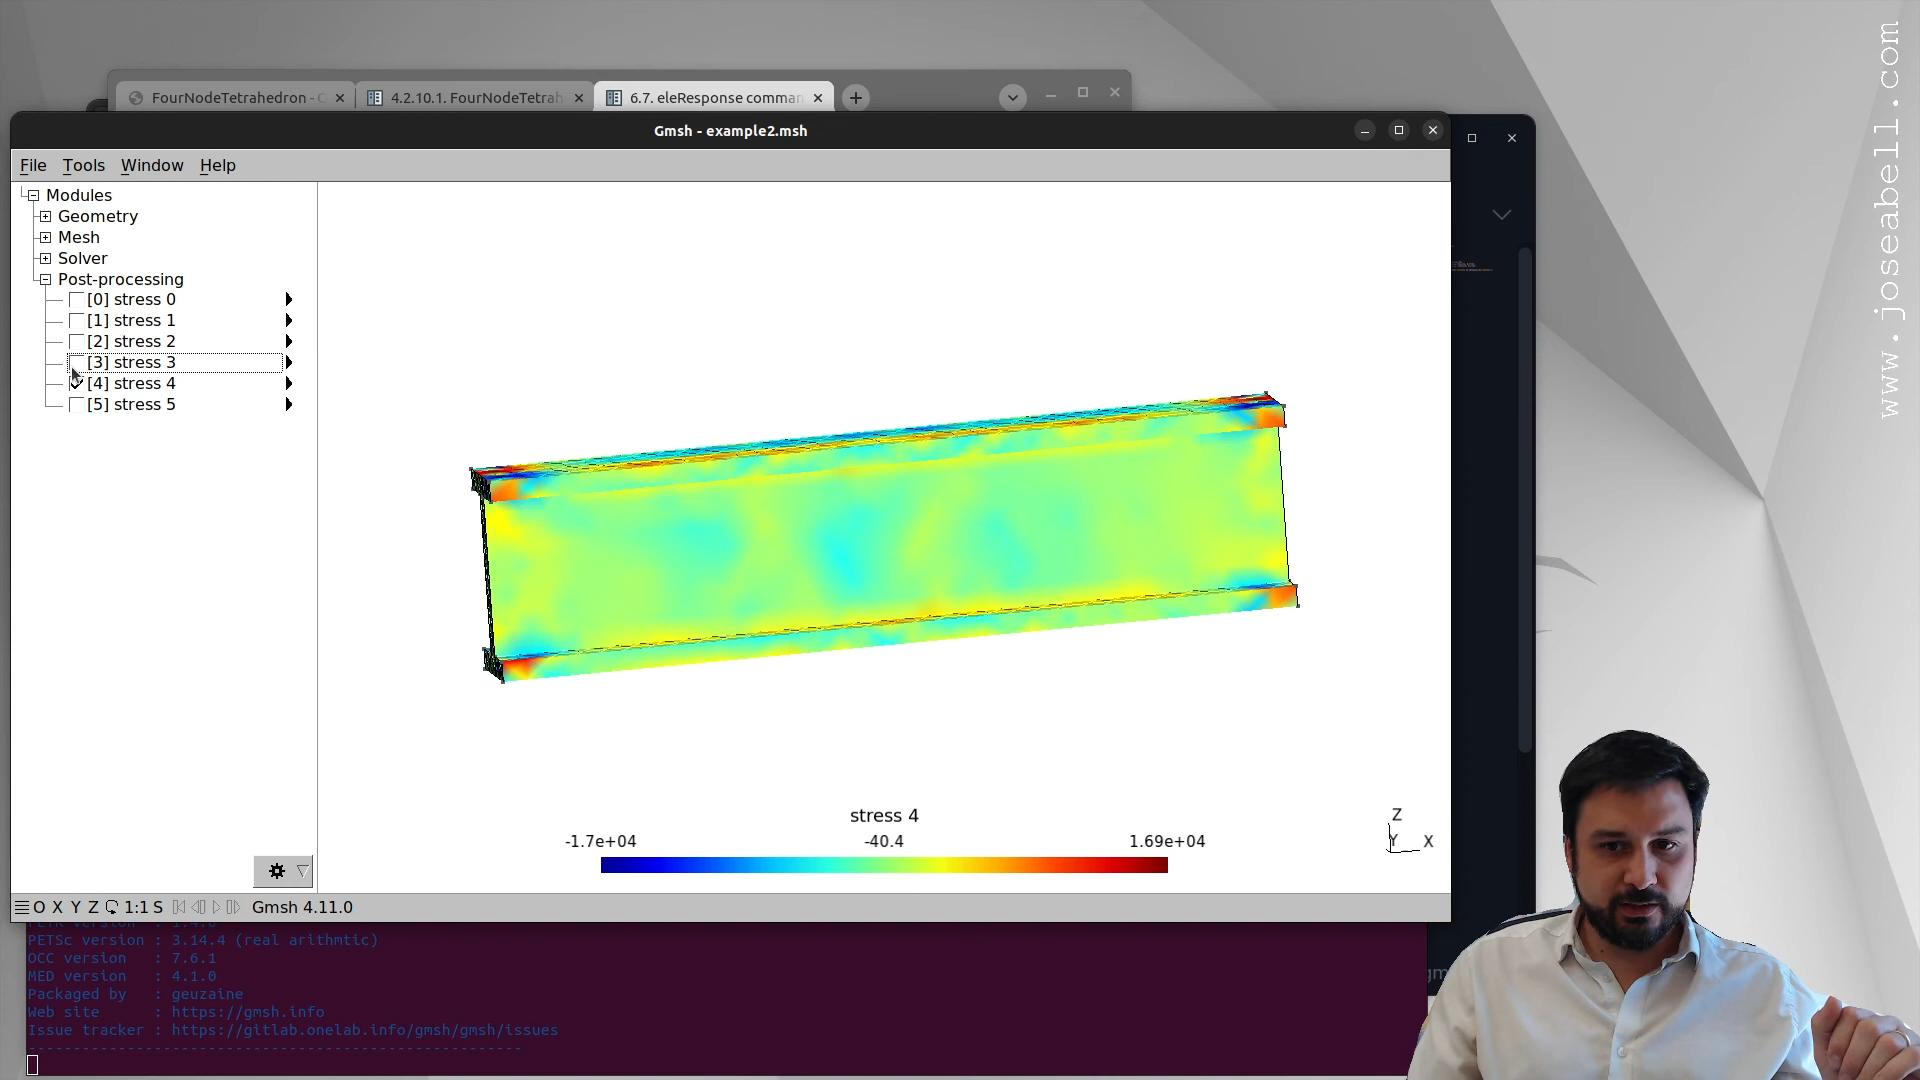 www.joseabell.com
FourNodeTetrahedron -
4.2.10.1. FourNodeTetrah
6.7. eleResponse comman
Gmsh - example2.msh
File Tools Window Help
Modules
Geometry
Mesh
Solver
Post-processing
[0] stress 0
[1] stress 1
[2] stress 2
[3] stress 3
[4] stress 4
[5] stress 5
stress 4
-1.7e+04 -40.4 1.69e+04
Z
Y X
O X Y Z 1:1 S Gmsh 4.11.0
PETSc version : 3.14.4 (real arithmtic)
OCC version : 7.6.1
MED version : 4.1.0
Packaged by : geuzaine
Web site : https://gmsh.info
Issue tracker : https://gitlab.onelab.info/gmsh/gmsh/issues